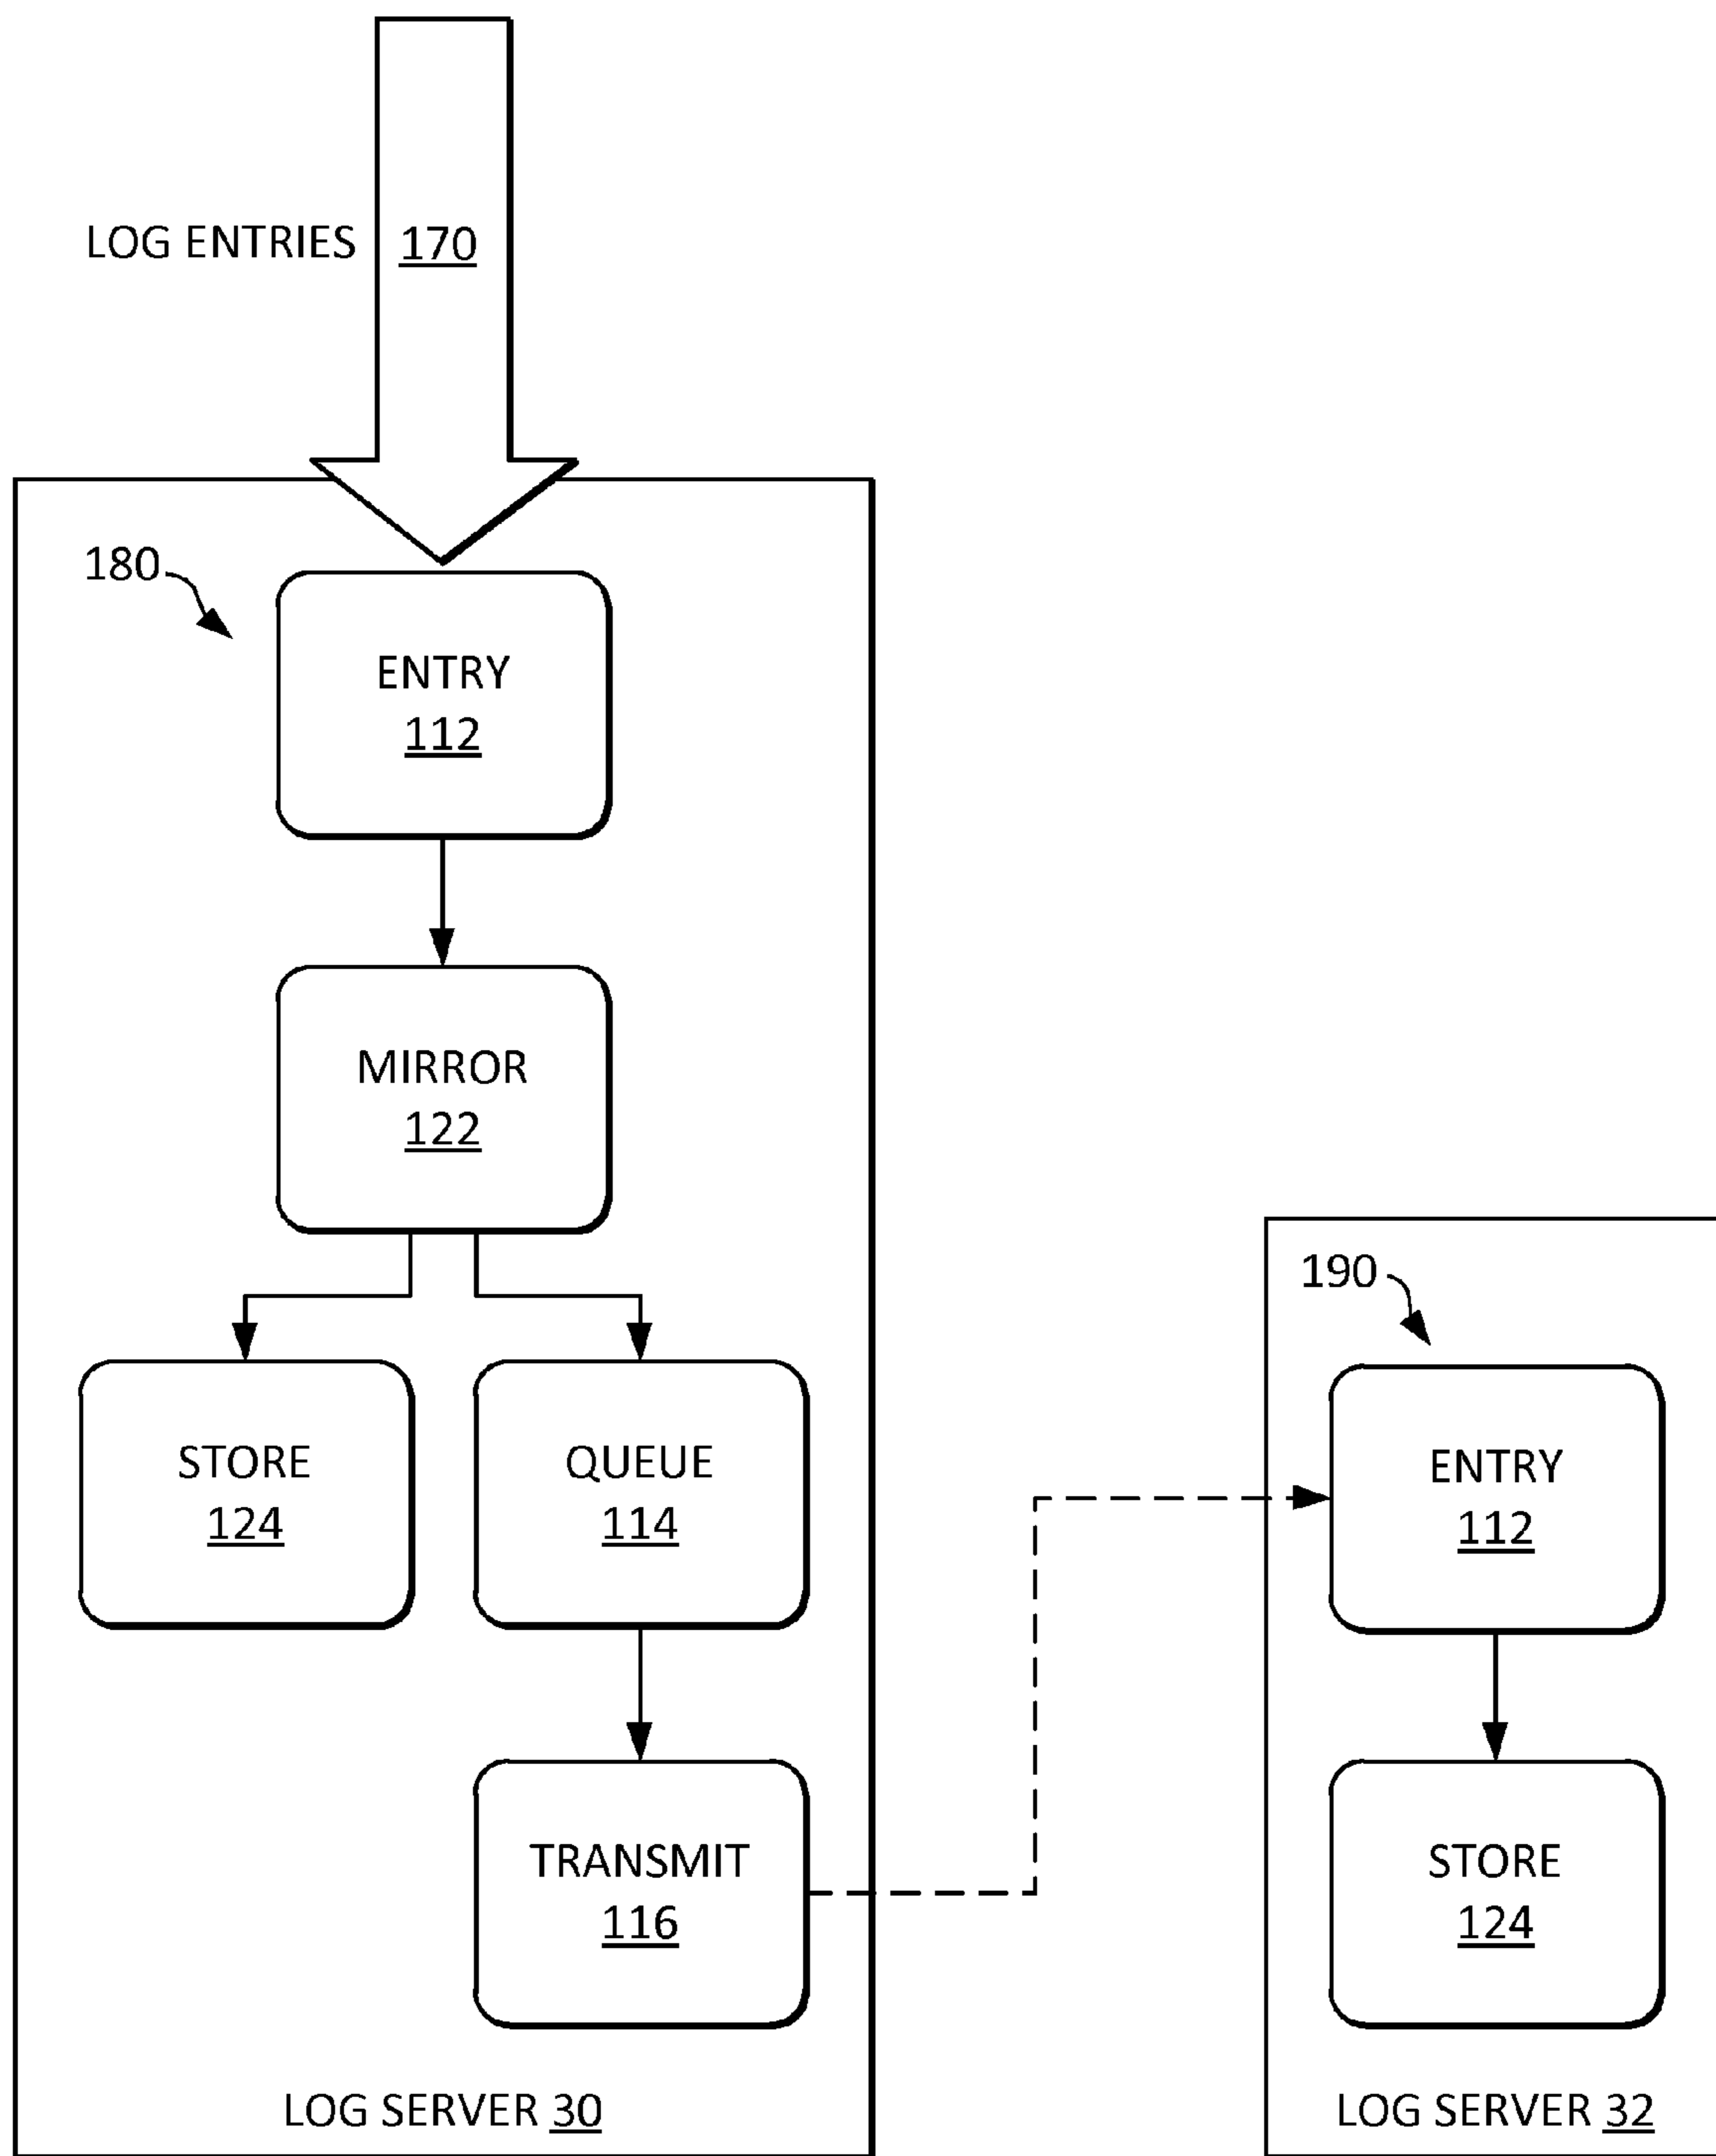 LOG ENTRIES 170
180
ENTRY
112
MIRROR
122
STORE
124
QUEUE
114
TRANSMIT
116
LOG SERVER 30
190
ENTRY
112
STORE
124
LOG SERVER 32